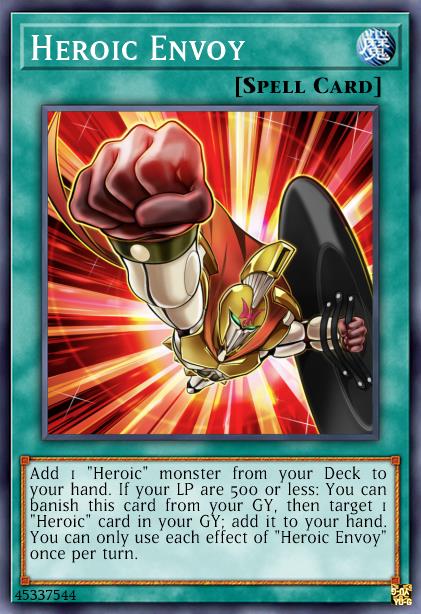 Heroic Envoy
[Spell Card]
Add 1 "Heroic" monster from your Deck to
your hand. If your LP are 500 or less: You can
banish this card from your GY, then target 1
"Heroic" card in your GY; add it to your hand.
You can only use each effect of "Heroic Envoy"
once per turn.
45337544